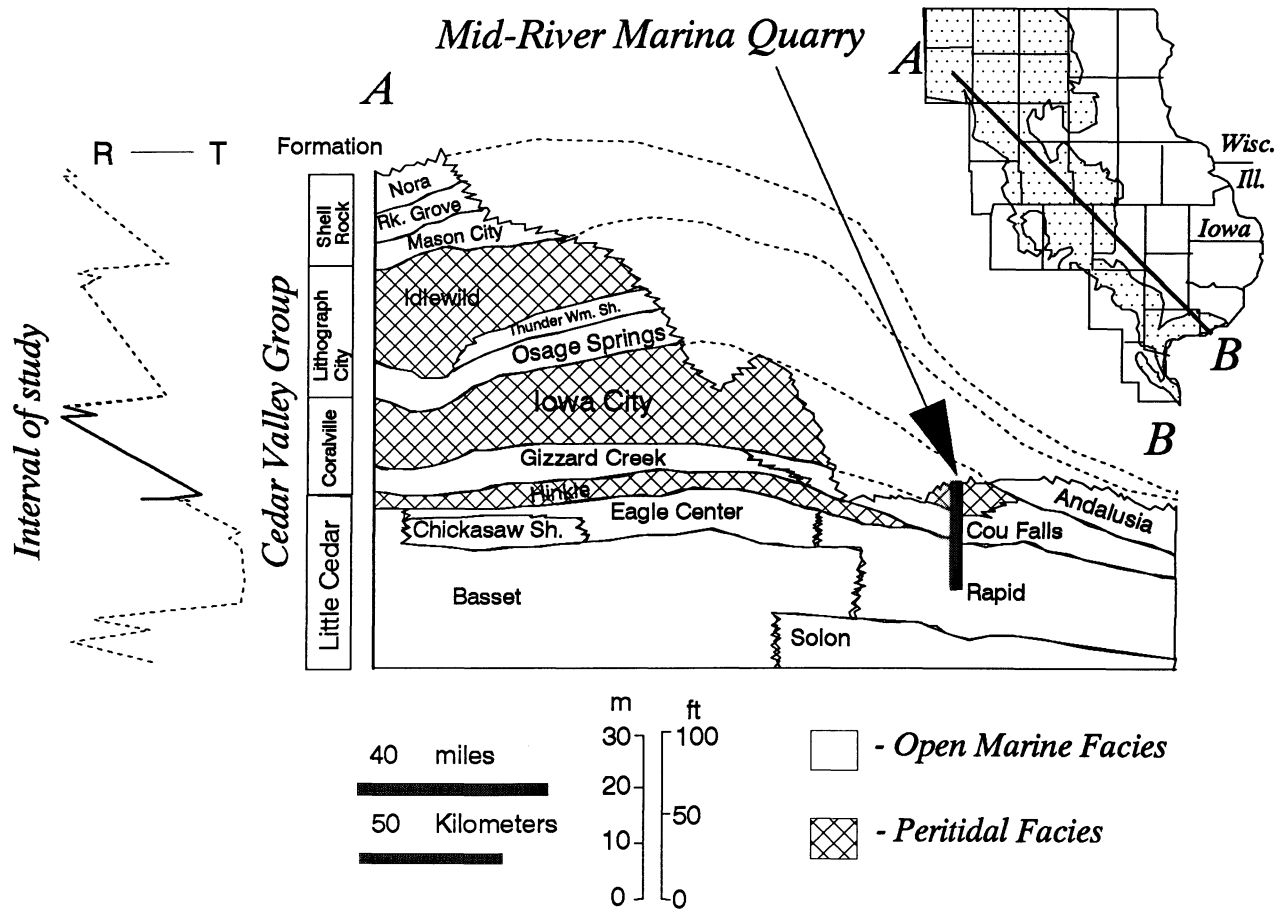 Mid-River Marina Quarry
A
A
Wisc.
Ill.
Iowa
B
B
R — T
Formation
Interval of study
Cedar Valley Group
Shell
Rock
Lithograph
City
Coralville
Little Cedar
Nora
Rk. Grove
Mason City
Idlewild
Thunder Wm. Sh.
Osage Springs
Iowa City
Gizzard Creek
Hinkle
Eagle Center
Chickasaw Sh.
Basset
Solon
Andalusia
Cou Falls
Rapid
40 miles
50 Kilometers
m ft
30 100
20
50
10
0 0
- Open Marine Facies
- Peritidal Facies